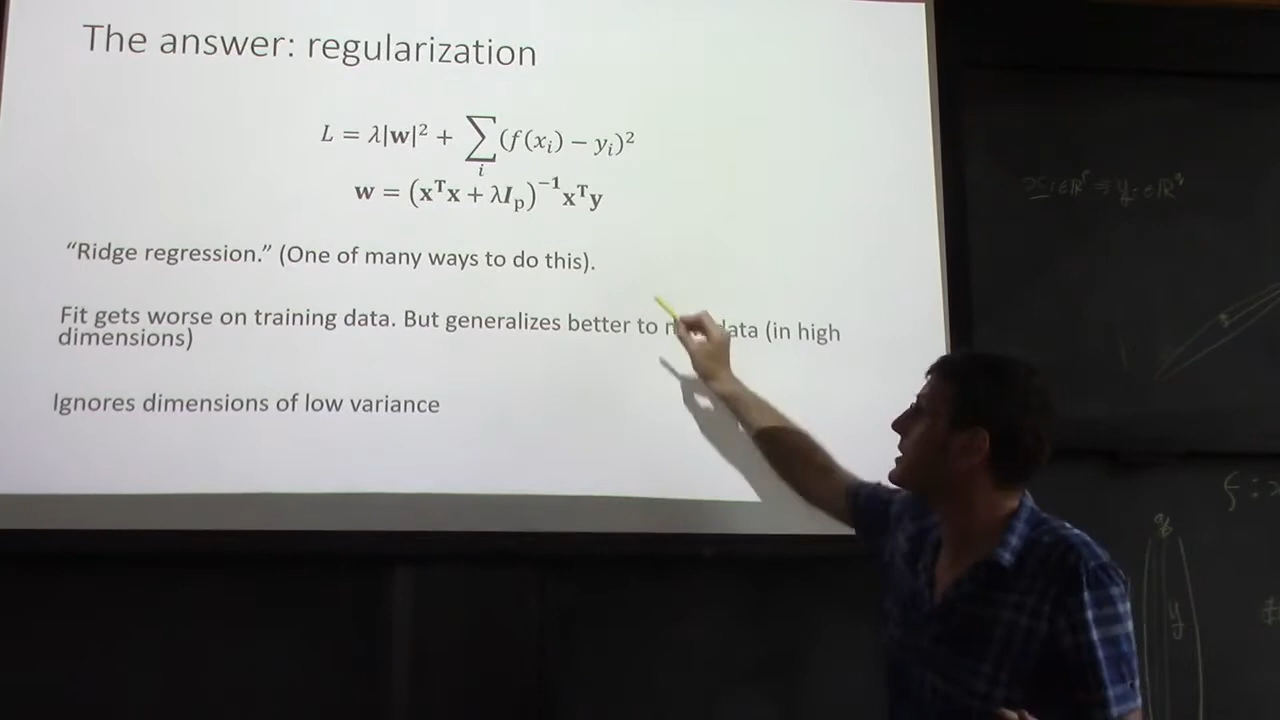 The answer: regularization
L = λ|w|² + ∑ᵢ(f(xᵢ) − yᵢ)²
w = (xᵀx + λIₚ)⁻¹xᵀy
“Ridge regression.” (One of many ways to do this).
Fit gets worse on training data. But generalizes better to data (in high
dimensions)
Ignores dimensions of low variance
y